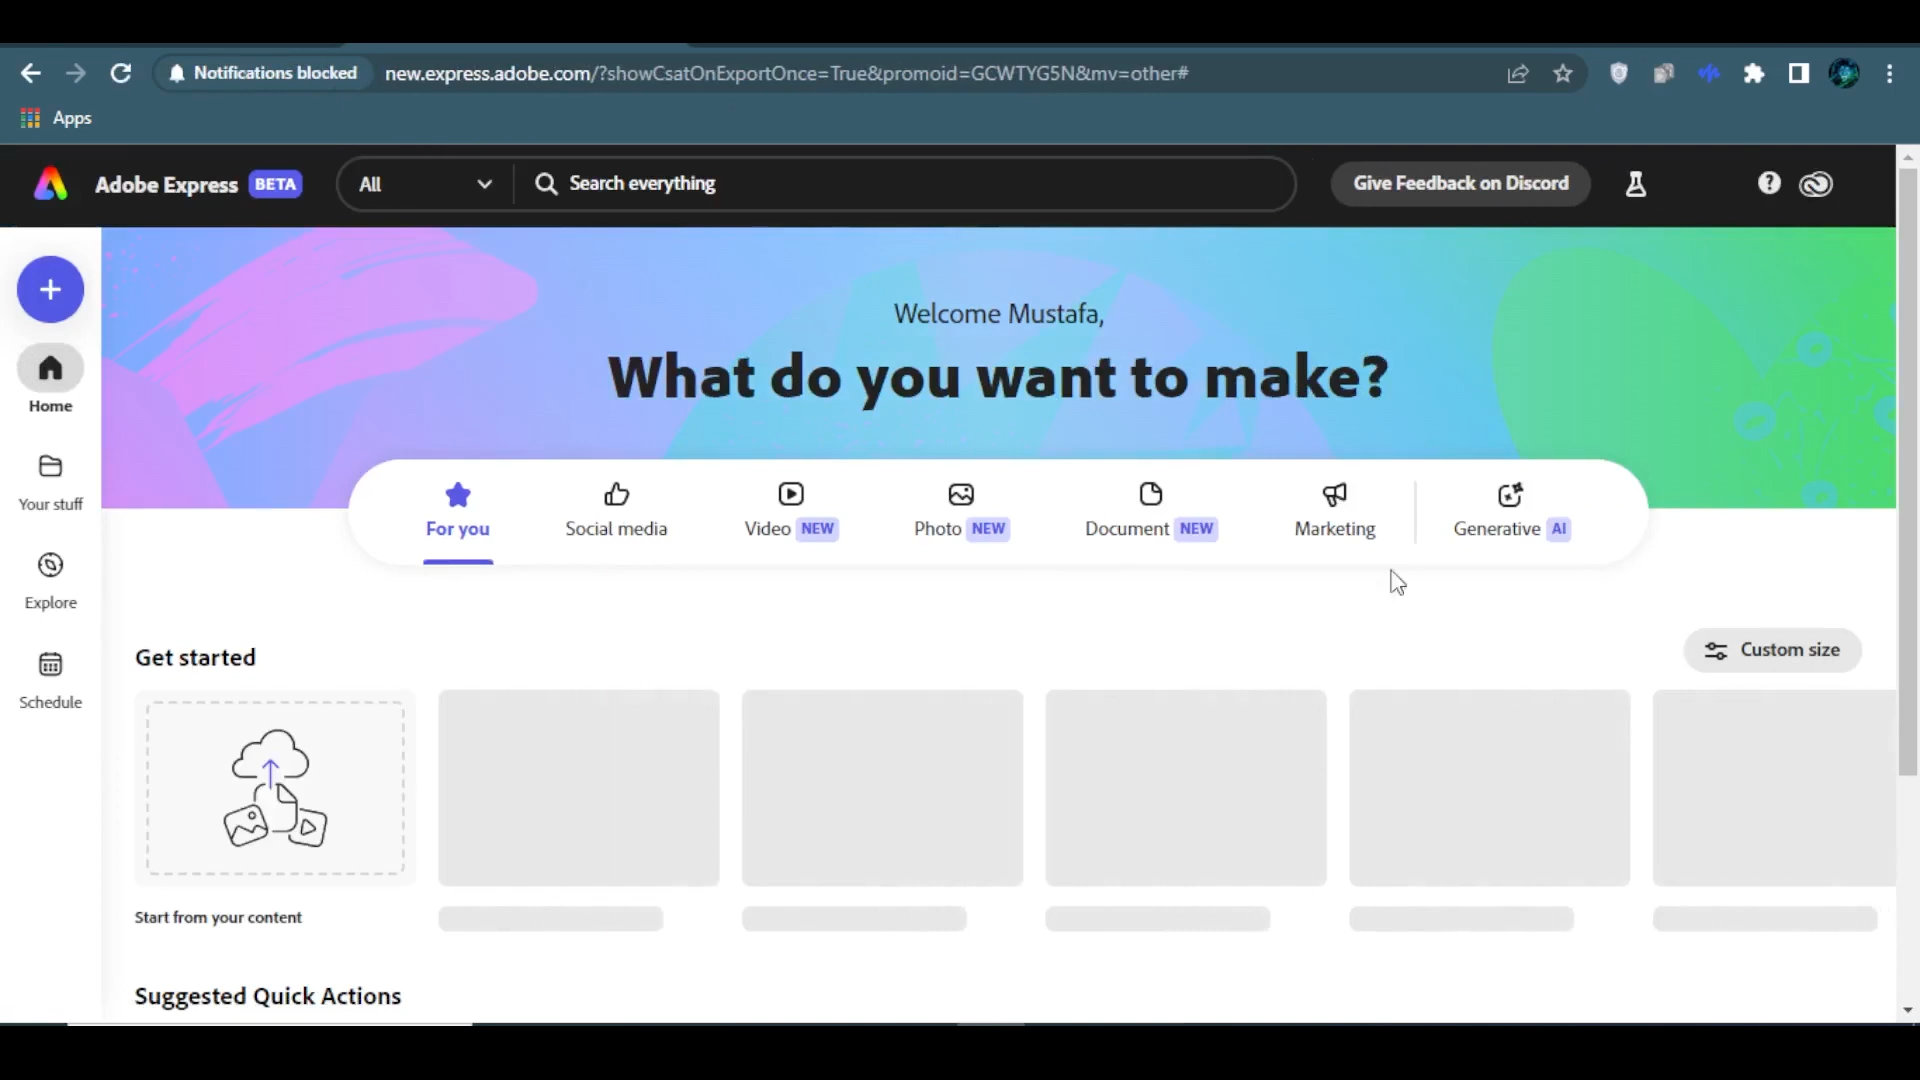 Notifications blocked
new.express.adobe.com/?showCsatOnExportOnce=True&promoid=GCWTYG5N&mv=other#
Apps
Adobe Express BETA
All
Search everything
Give Feedback on Discord
Home
Your stuff
Explore
Schedule
Welcome Mustafa,
What do you want to make?
For you
Social media
Video NEW
Photo NEW
Document NEW
Marketing
Generative AI
Get started
Custom size
Start from your content
Suggested Quick Actions